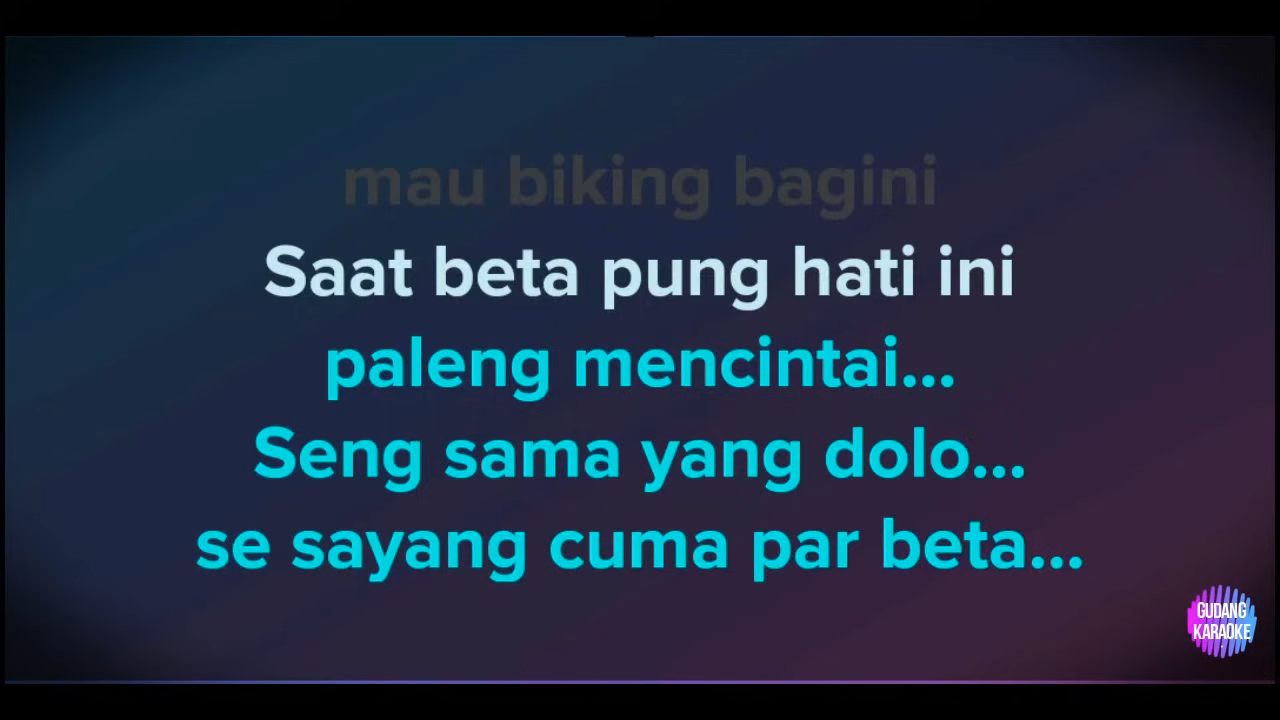 mau biking bagini
Saat beta pung hati ini
paleng mencintai...
Seng sama yang dolo...
se sayang cuma par beta...
GUDANG
KARAOKE